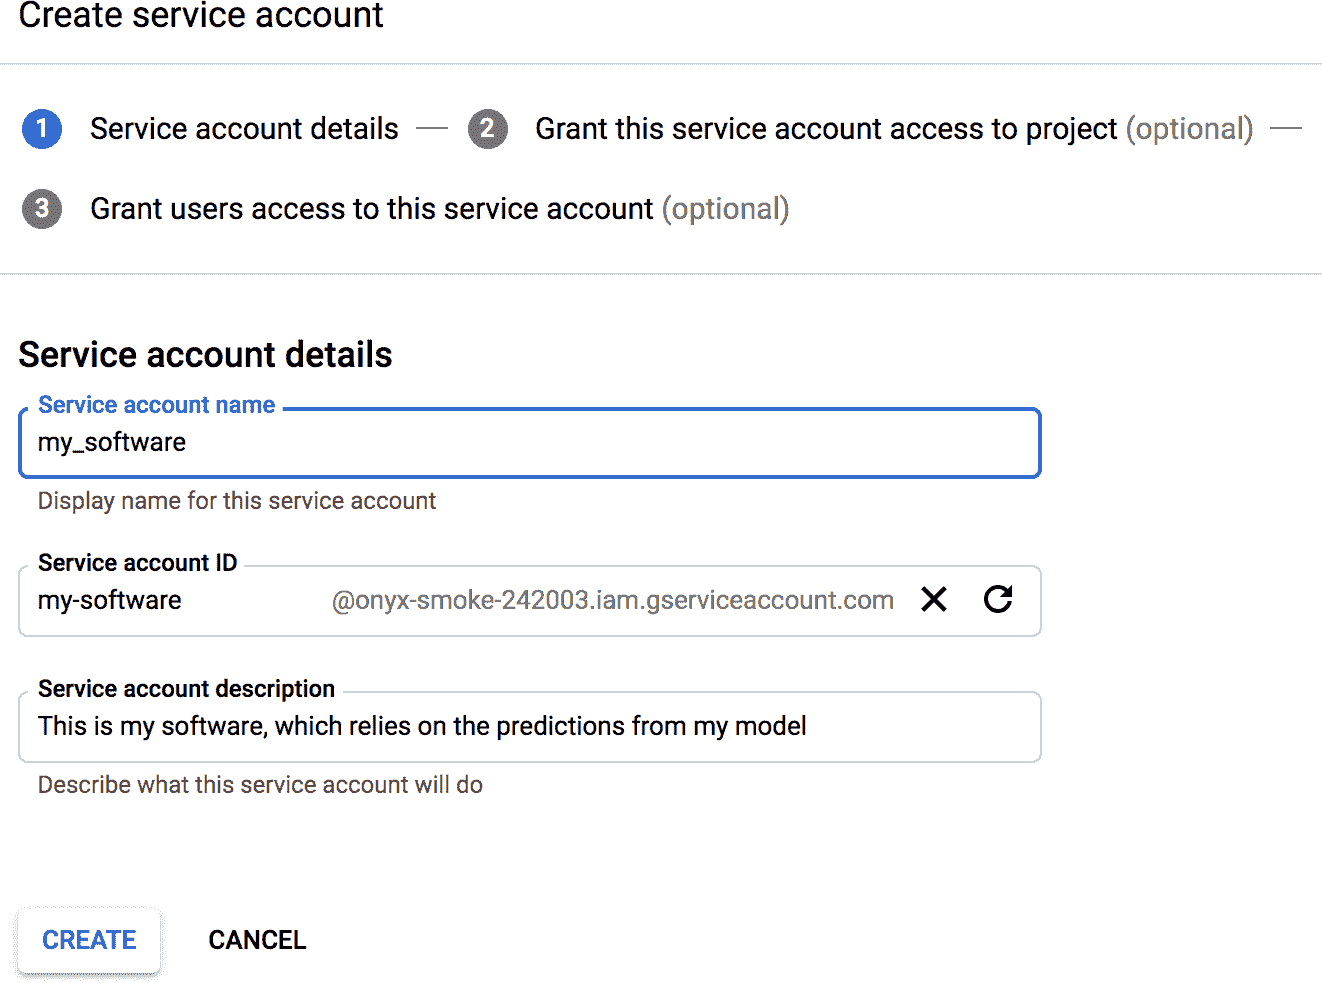 Create service account
1 Service account details — 2 Grant this service account access to project (optional) —
3 Grant users access to this service account (optional)
Service account details
Service account name
my_software
Display name for this service account
Service account ID
my-software @onyx-smoke-242003.iam.gserviceaccount.com
Service account description
This is my software, which relies on the predictions from my model
Describe what this service account will do
CREATE CANCEL